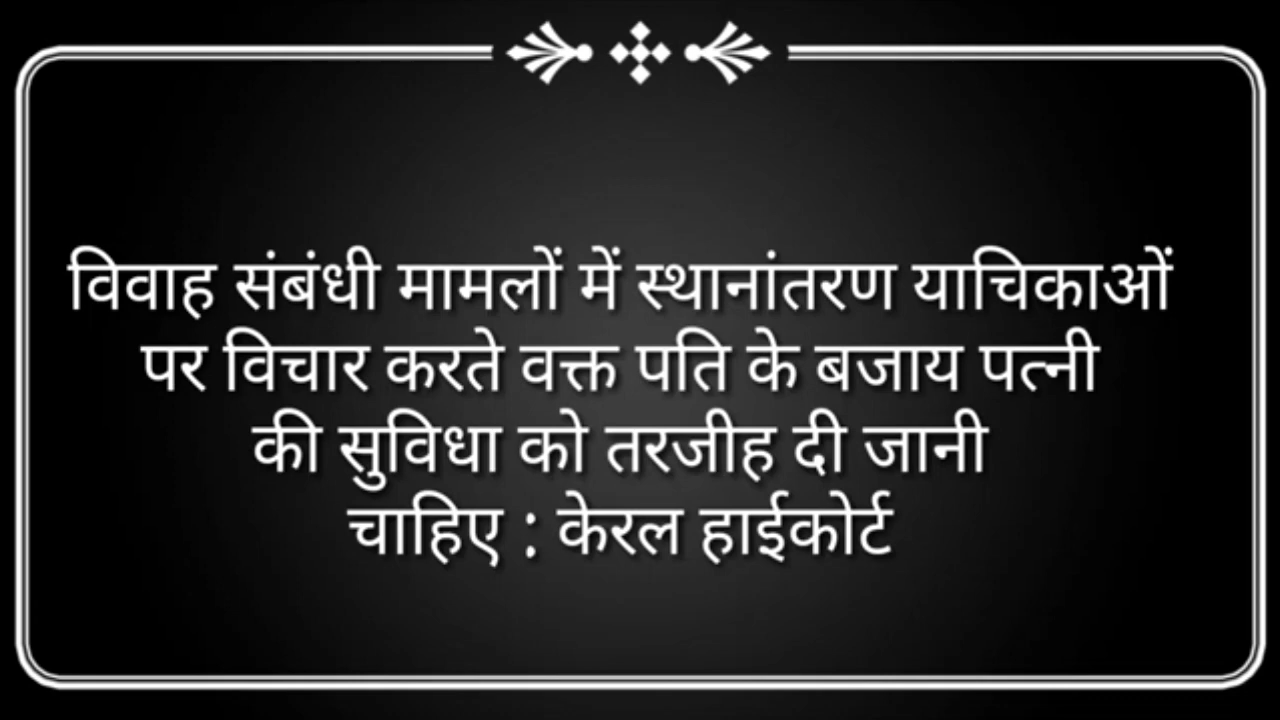 विवाह संबंधी मामलों में स्थानांतरण याचिकाओं
पर विचार करते वक्त पति के बजाय पत्नी
की सुविधा को तरजीह दी जानी
चाहिए : केरल हाईकोर्ट